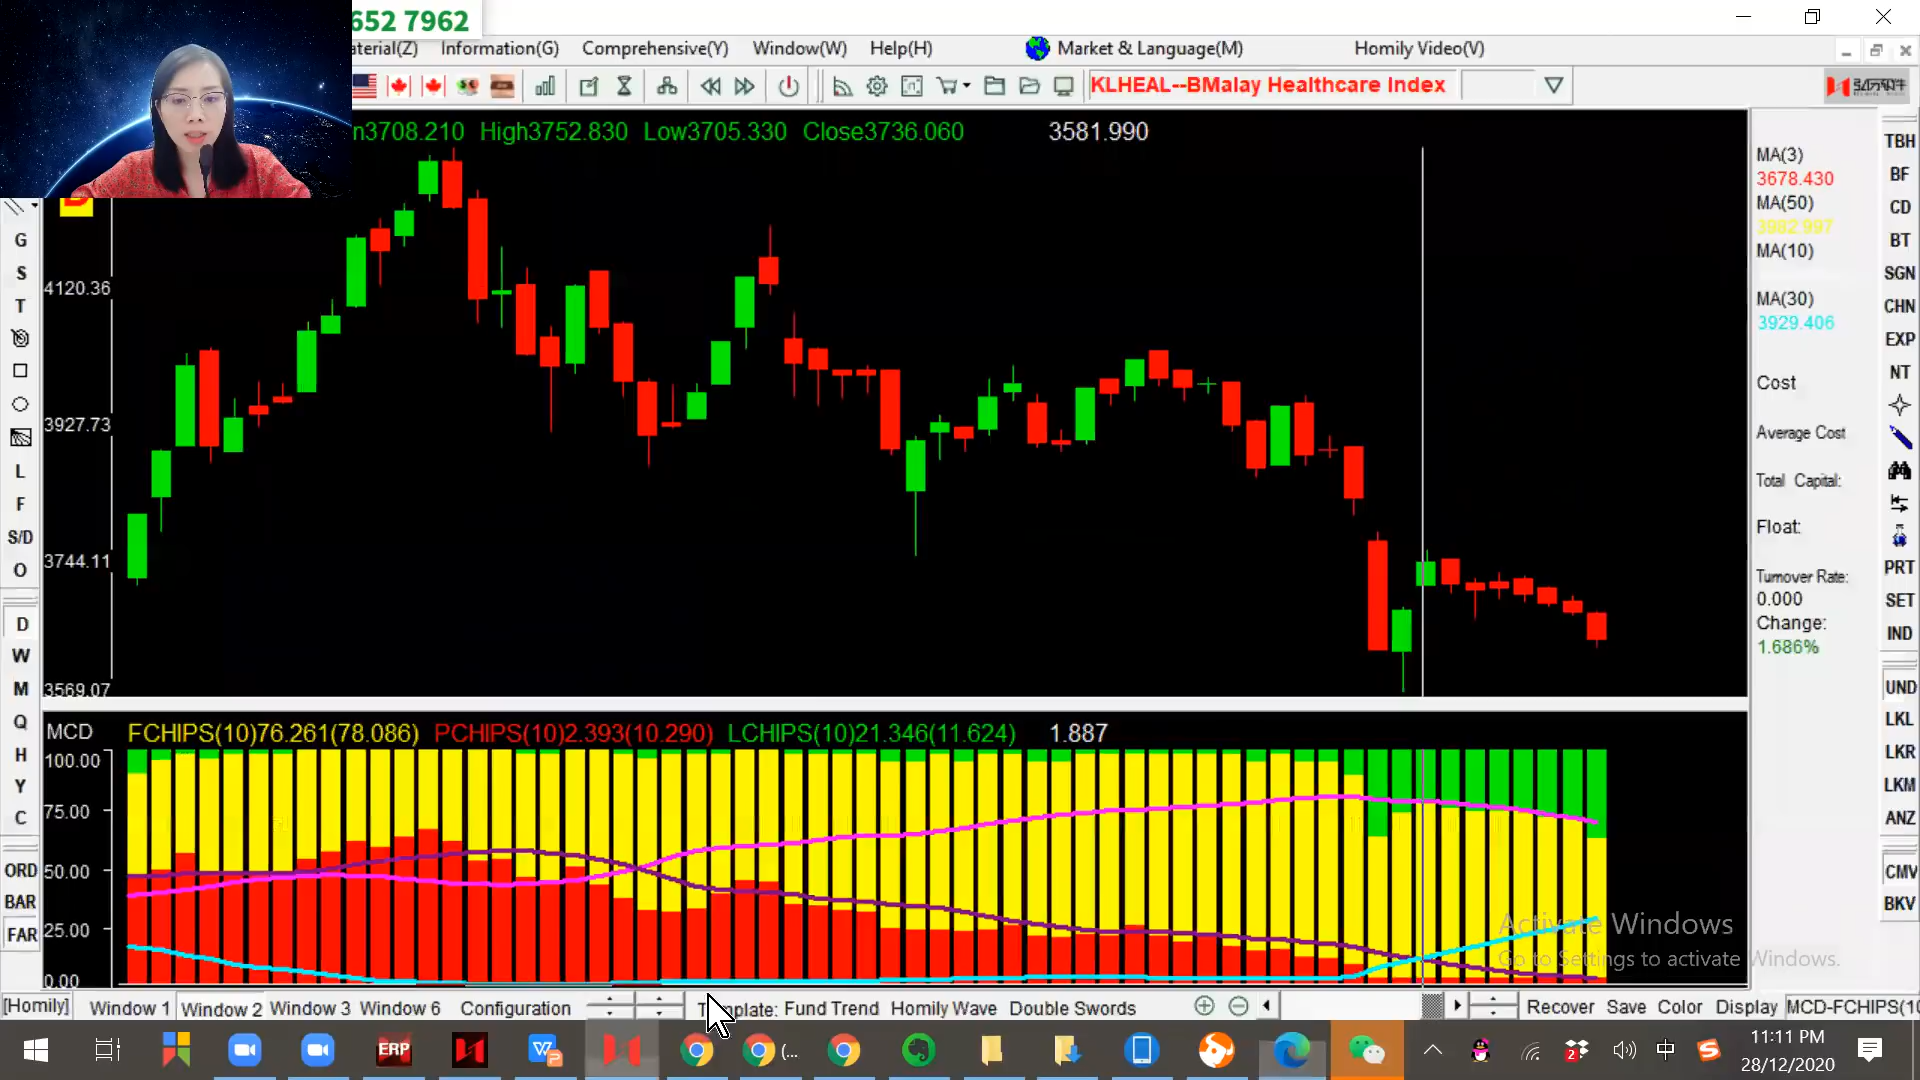 652 7962
aterial(Z) Information(G) Comprehensive(Y) Window(W) Help(H) Market & Language(M) Homily Video(V)
KLHEAL--BMalay Healthcare Index
n3708.210 High3752.830 Low3705.330 Close3736.060 3581.990
4120.36
3927.73
3744.11
3569.07
MA(3)
3678.430
MA(50)
3982.997
MA(10)
MA(30)
3929.406
Cost
Average Cost
Total Capital:
Float:
Turnover Rate:
0.000
Change:
1.686%
G
S
T
L
F
S/D
O
D
W
M
Q
H
Y
C
ORD
BAR
FAR
TBH
BF
CD
BT
SGN
CHN
EXP
NT
PRT
SET
IND
UND
LKL
LKR
LKM
ANZ
CMV
BKV
MCD FCHIPS(10)76.261(78.086) PCHIPS(10)2.393(10.290) LCHIPS(10)21.346(11.624) 1.887
100.00
75.00
50.00
25.00
0.00
Activate Windows
Go to Settings to activate Windows.
[Homily] Window 1 Window 2 Window 3 Window 6 Configuration Template: Fund Trend Homily Wave Double Swords Recover Save Color Display MCD-FCHIPS(10
ERP
(...
2
中
11:11 PM
28/12/2020